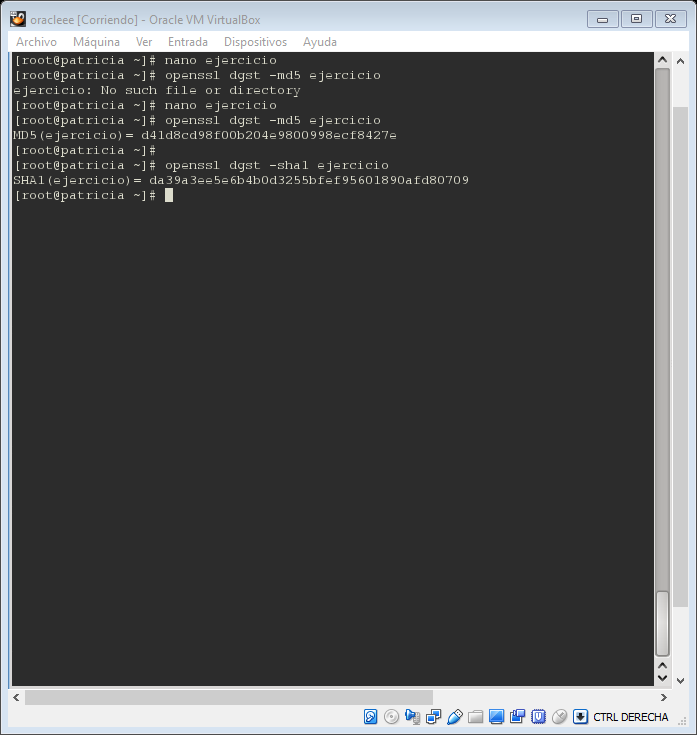 oracleee [Corriendo] - Oracle VM VirtualBox
Archivo Máquina Ver Entrada Dispositivos Ayuda
[root@patricia ~]# nano ejercicio
[root@patricia ~]# openssl dgst -md5 ejercicio
ejercicio: No such file or directory
[root@patricia ~]# nano ejercicio
[root@patricia ~]# openssl dgst -md5 ejercicio
MD5(ejercicio)= d41d8cd98f00b204e9800998ecf8427e
[root@patricia ~]#
[root@patricia ~]# openssl dgst -sha1 ejercicio
SHA1(ejercicio)= da39a3ee5e6b4b0d3255bfef95601890afd80709
[root@patricia ~]#
CTRL DERECHA